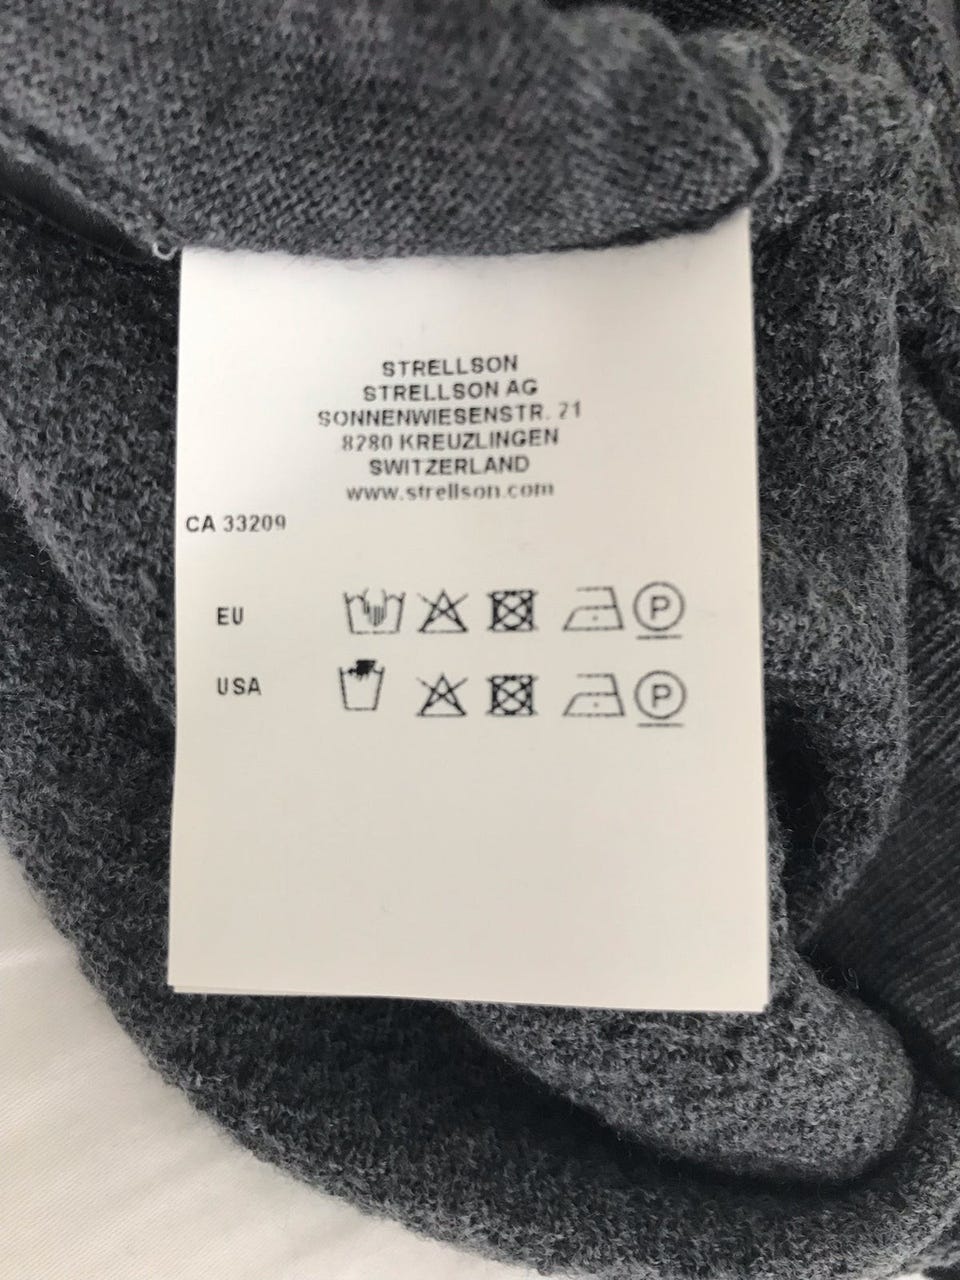 STRELLSON
STRELLSON AG
SONNENWIESENSTR. 21
8280 KREUZLINGEN
SWITZERLAND
www.strellson.com
CA 33209
EU P
USA P